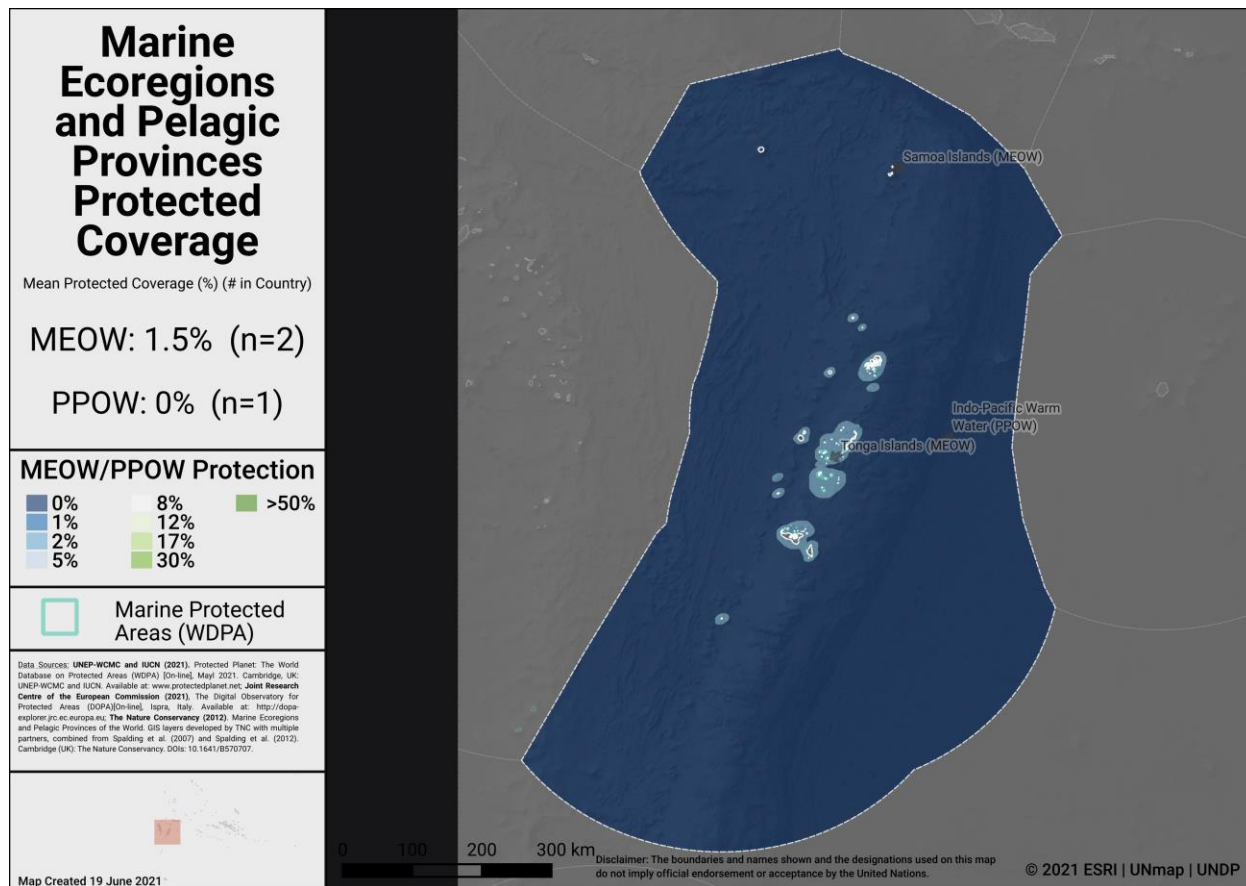 Marine
Ecoregions
and Pelagic
Provinces
Protected
Coverage
Mean Protected Coverage (%) (# in Country)
MEOW: 1.5% (n=2)
PPOW: 0% (n=1)
MEOW/PPOW Protection
0%
1%
2%
5%
8%
12%
17%
30%
>50%
Marine Protected
Areas (WDPA)
Data Sources: UNEP-WCMC and IUCN (2021). Protected Planet: The World
Database on Protected Areas (WDPA) [On-line], Mayl 2021. Cambridge, UK:
UNEP-WCMC and IUCN. Available at: www.protectedplanet.net; Joint Research
Centre of the European Commission (2021), The Digital Observatory for
Protected Areas (DOPA)[On-line], Ispra, Italy. Available at: http://dopa-
explorer.jrc.ec.europa.eu; The Nature Conservancy (2012). Marine Ecoregions
and Pelagic Provinces of the World. GIS layers developed by TNC with multiple
partners, combined from Spalding et al. (2007) and Spalding et al. (2012).
Cambridge (UK): The Nature Conservancy. DOIs: 10.1641/B570707.
Map Created 19 June 2021
Samoa Islands (MEOW)
Indo-Pacific Warm
Water (PPOW)
Tonga Islands (MEOW)
0 100 200 300 km
Disclaimer: The boundaries and names shown and the designations used on this map
do not imply official endorsement or acceptance by the United Nations.
© 2021 ESRI | UNmap | UNDP